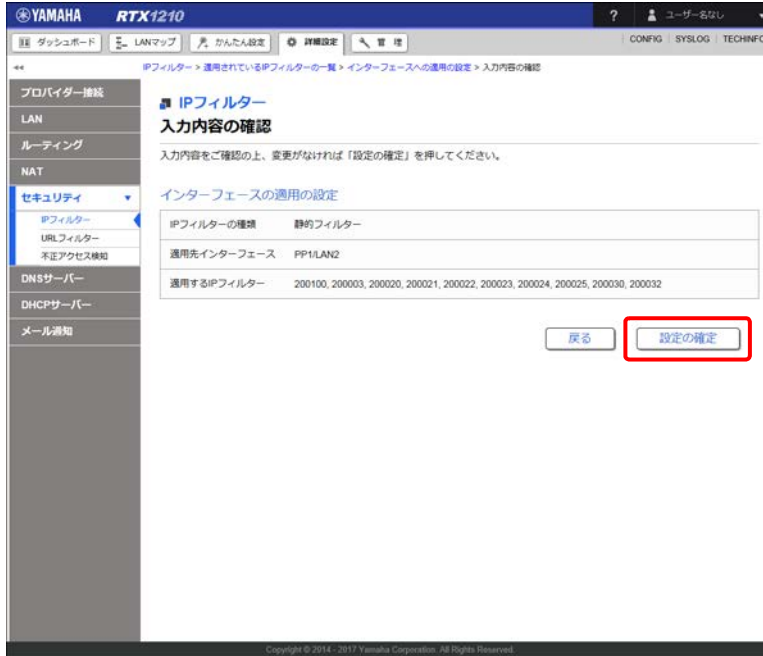 YAMAHA RTX1210 ? ユーザー名なし
ダッシュボード LANマップ かんたん設定 詳細設定 管 理 CONFIG SYSLOG TECHINFO
IPフィルター > 適用されているIPフィルターの一覧 > インターフェースへの適用の設定 > 入力内容の確認
プロバイダー接続
LAN
ルーティング
NAT
セキュリティ
IPフィルター
URLフィルター
不正アクセス検知
DNSサーバー
DHCPサーバー
メール通知
IPフィルター
入力内容の確認
入力内容をご確認の上、変更がなければ「設定の確定」を押してください。
インターフェースの適用の設定
IPフィルターの種類 静的フィルター
適用先インターフェース PP1/LAN2
適用するIPフィルター 200100, 200003, 200020, 200021, 200022, 200023, 200024, 200025, 200030, 200032
戻る 設定の確定
Copyright © 2014 - 2017 Yamaha Corporation. All Rights Reserved.